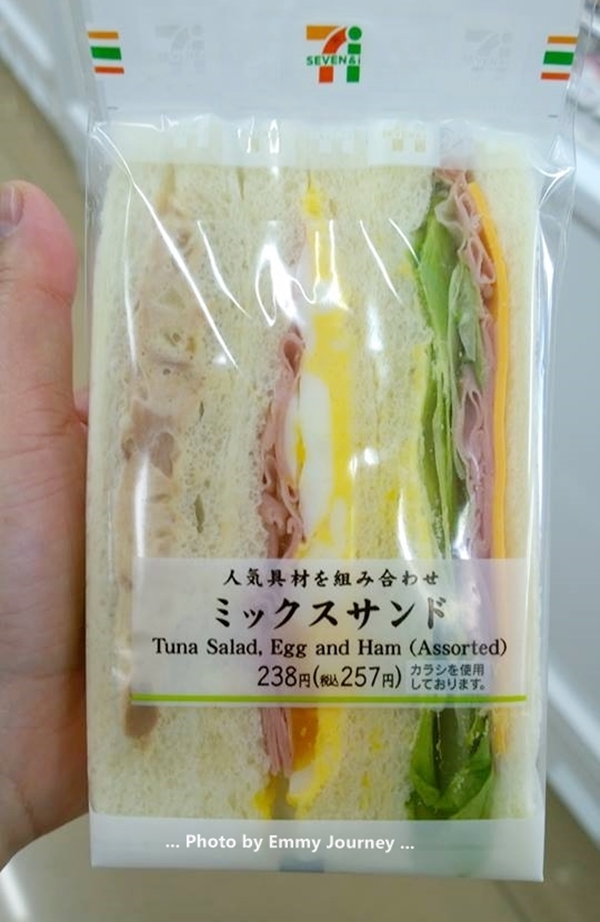 SEVEN&i
人気具材を組み合わせ
ミックスサンド
Tuna Salad, Egg and Ham (Assorted)
238円(税込257円) カラシを使用
しております。
... Photo by Emmy Journey ...